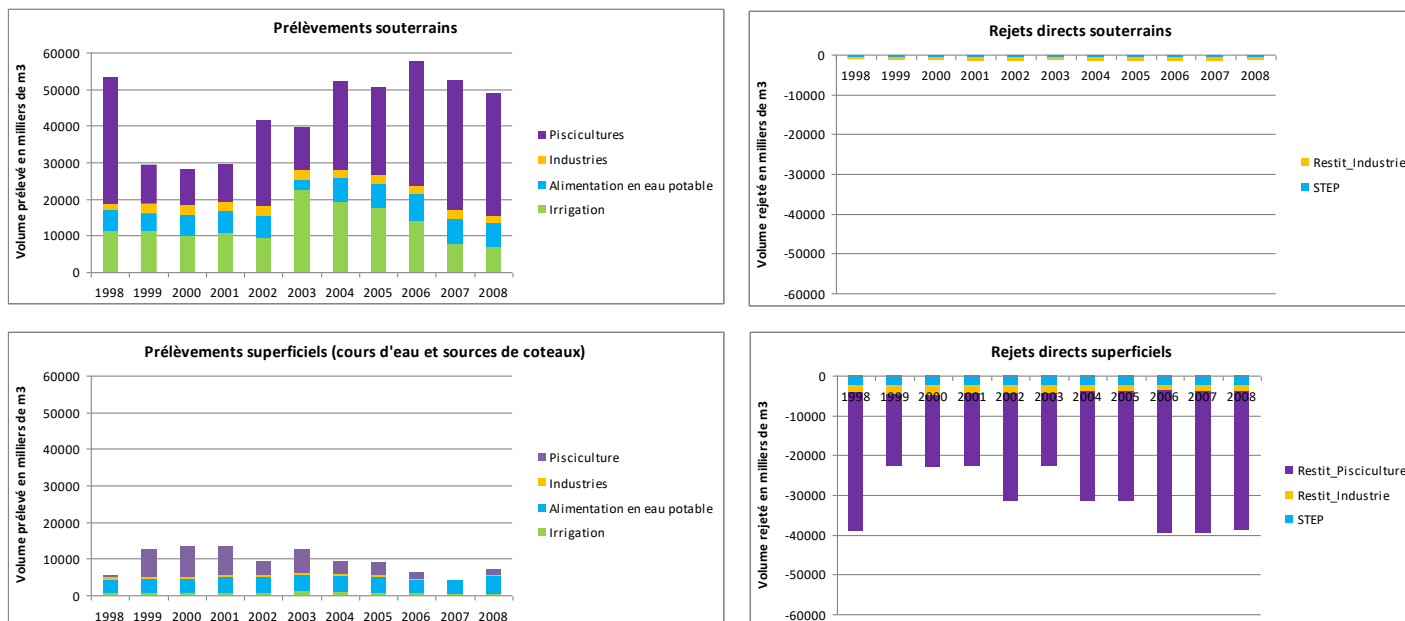 Prélèvements souterrains
Volume prélevé en milliers de m3
60000
50000
40000
30000
20000
10000
0
1998 1999 2000 2001 2002 2003 2004 2005 2006 2007 2008
Piscicultures
Industries
Alimentation en eau potable
Irrigation
Rejets directs souterrains
Volume rejeté en milliers de m3
0
1998 1999 2000 2001 2002 2003 2004 2005 2006 2007 2008
-10000
-20000
-30000
-40000
-50000
-60000
Restit_Industrie
STEP
Prélèvements superficiels (cours d'eau et sources de coteaux)
Volume prélevé en milliers de m3
60000
50000
40000
30000
20000
10000
0
1998 1999 2000 2001 2002 2003 2004 2005 2006 2007 2008
Pisciculture
Industries
Alimentation en eau potable
Irrigation
Rejets directs superficiels
Volume rejeté en milliers de m3
0
1998 1999 2000 2001 2002 2003 2004 2005 2006 2007 2008
-10000
-20000
-30000
-40000
-50000
-60000
Restit_Pisciculture
Restit_Industrie
STEP